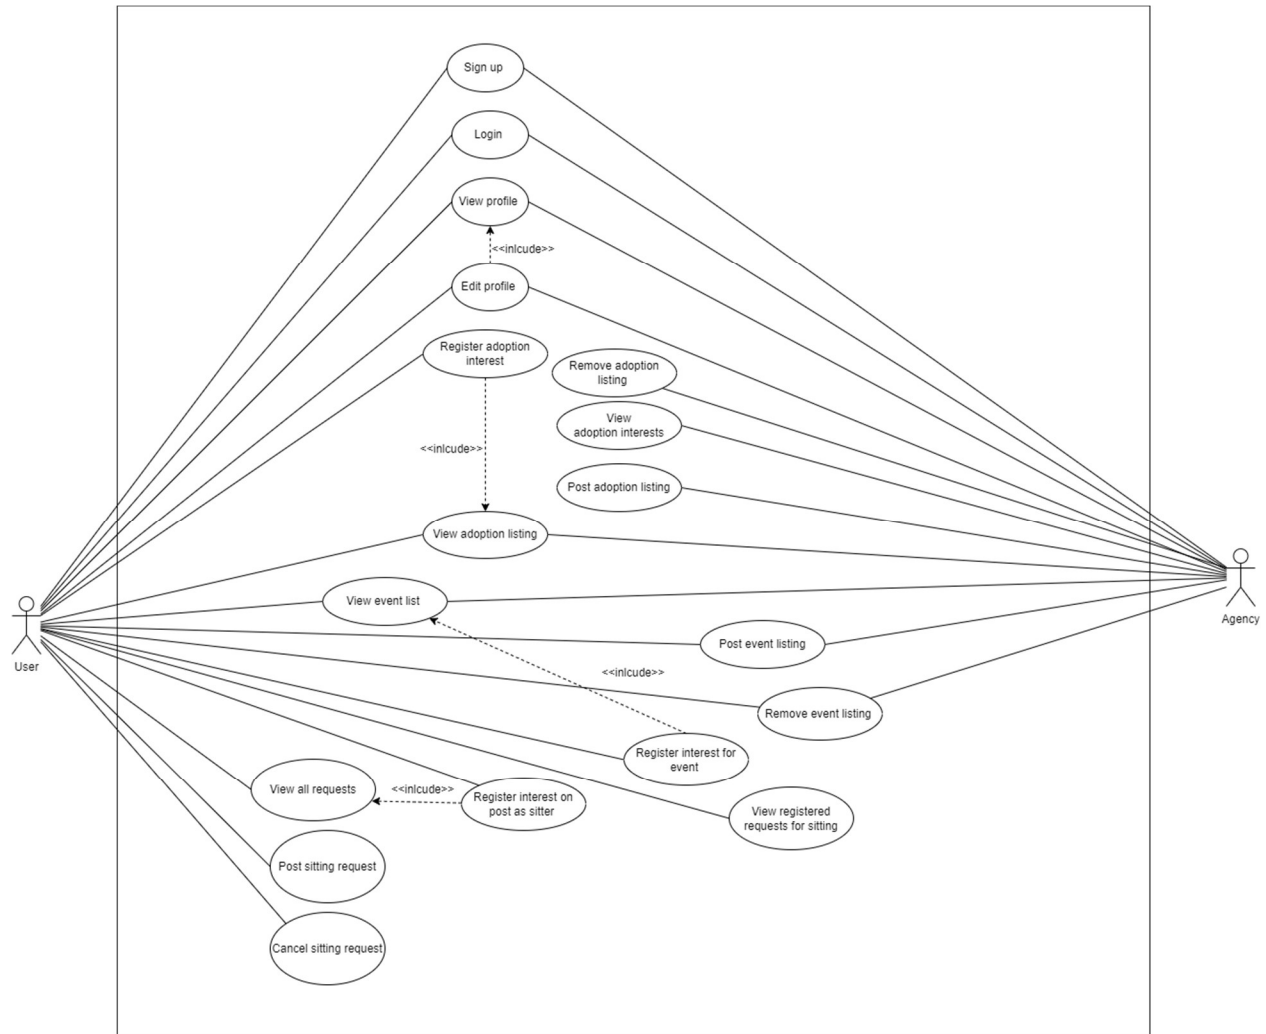 Sign up
Login
View profile
<<inlcude>>
Edit profile
Register adoption
interest
Remove adoption
listing
View
adoption interests
<<inlcude>>
Post adoption listing
View adoption listing
View event list
Agency
Post event listing
User
<<inlcude>>
Remove event listing
Register interest for
event
View all requests
<<inlcude>>
Register interest on
post as sitter
View registered
requests for sitting
Post sitting request
Cancel sitting request